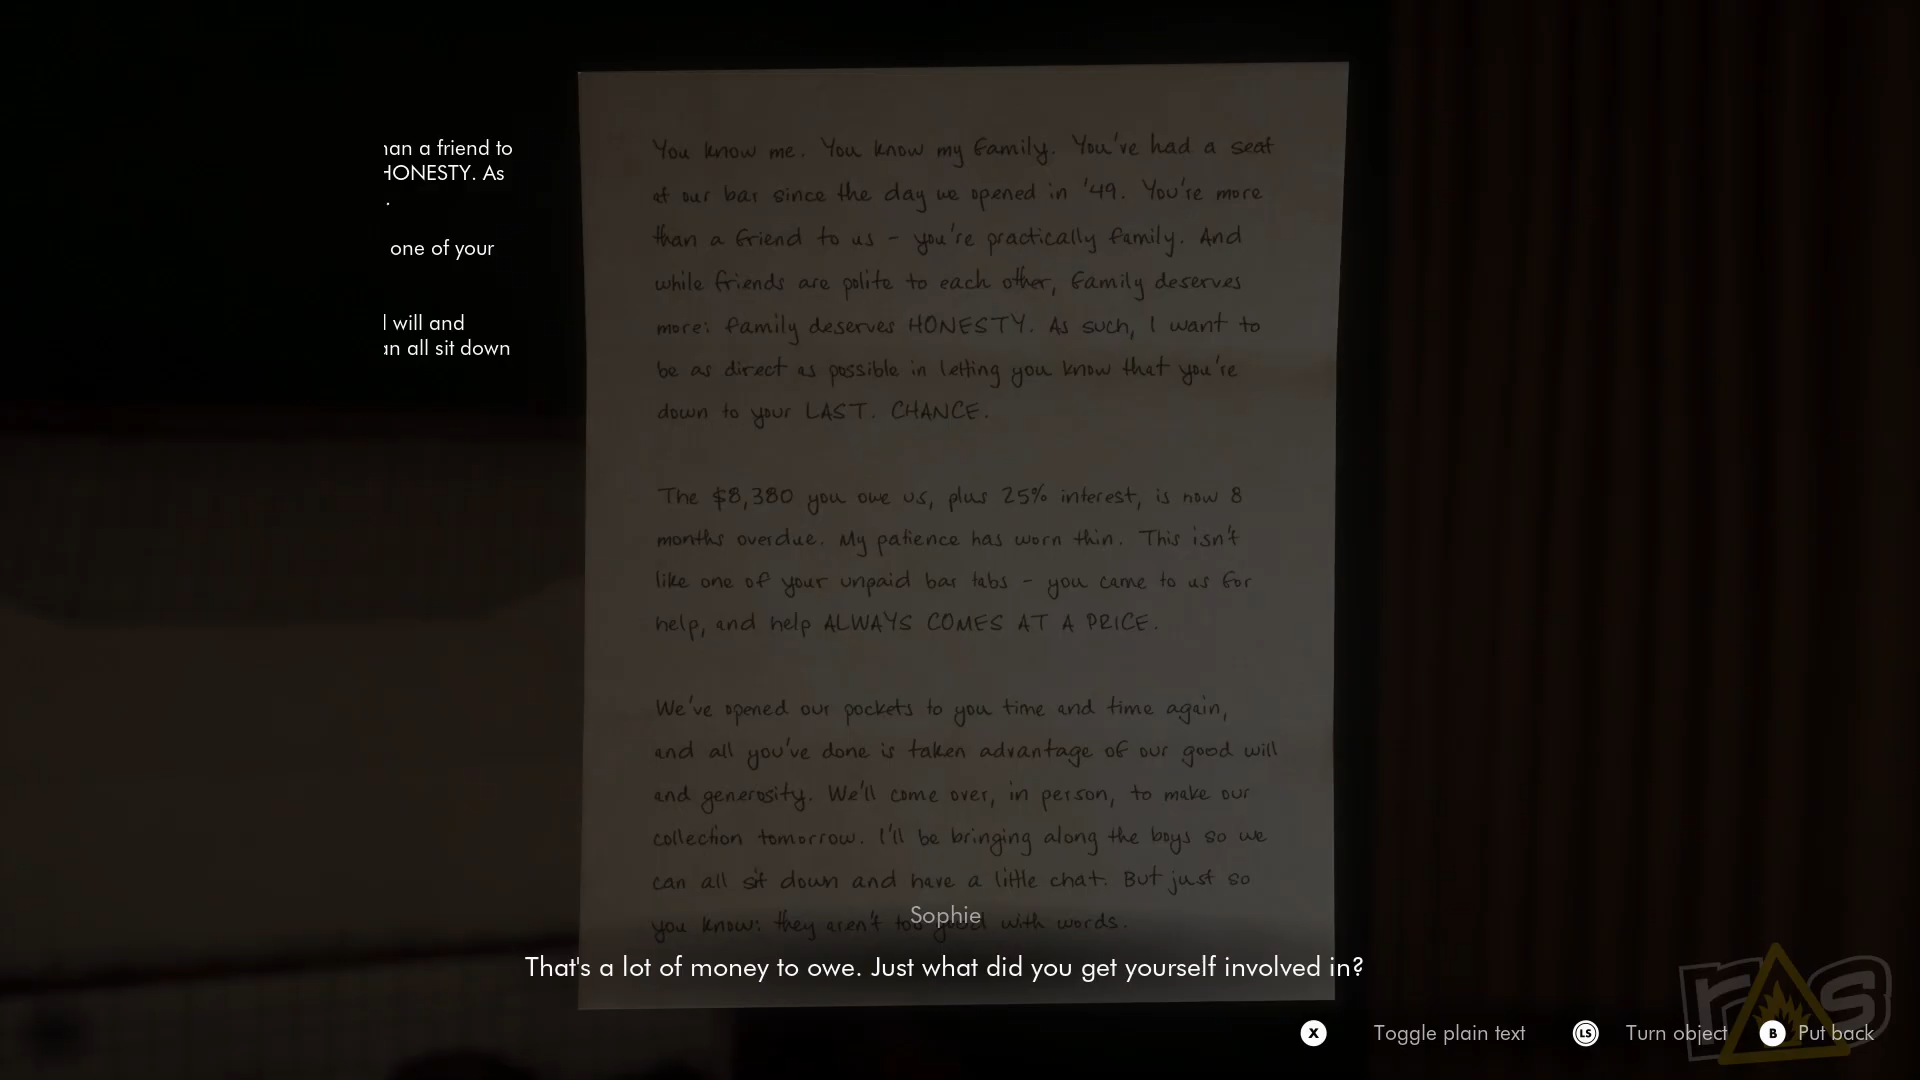 han a friend to
HONESTY. As
.
one of your
l will and
an all sit down
You know me. You know my family. You've had a seat
at our bar since the day we opened in '49. You're more
than a friend to us - you're practically family. And
while friends are polite to each other, family deserves
more: family deserves HONESTY. As such, I want to
be as direct as possible in letting you know that you're
down to your LAST. CHANCE.
The $8,380 you owe us, plus 25% interest, is now 8
months overdue. My patience has worn thin. This isn't
like one of your unpaid bar tabs - you came to us for
help, and help ALWAYS COMES AT A PRICE.
We've opened our pockets to you time and time again,
and all you've done is taken advantage of our good will
and generosity. We'll come over, in person, to make our
collection tomorrow. I'll be bringing along the boys so we
can all sit down and have a little chat. But just so
you know: they aren't too good with words.
Sophie
That's a lot of money to owe. Just what did you get yourself involved in?
X Toggle plain text LS Turn object B Put back
ras